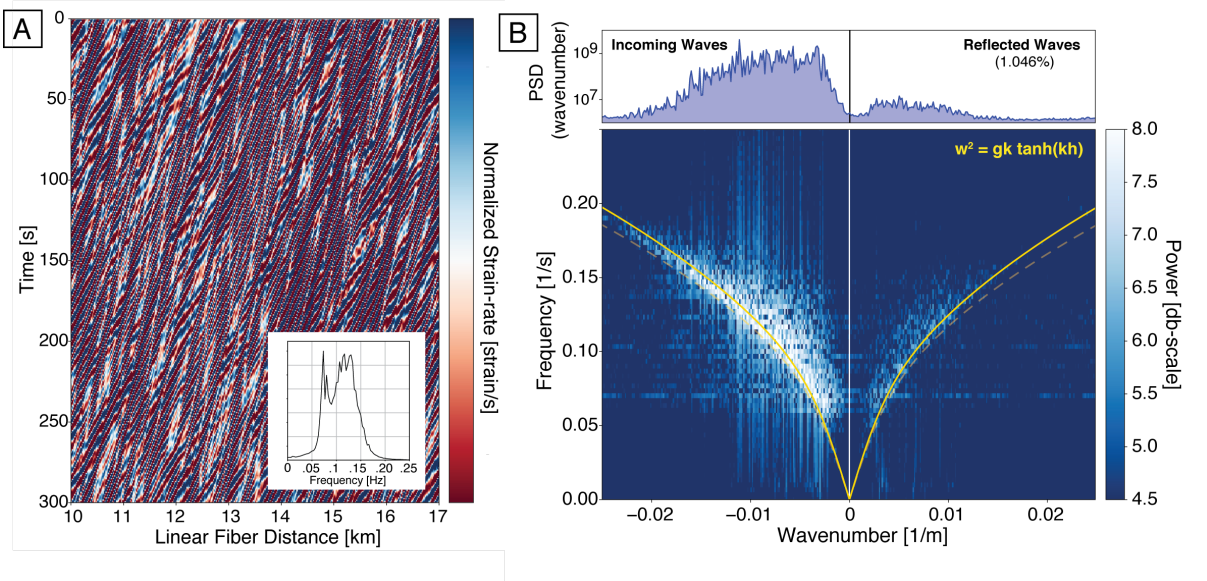 A
0
50
100
150
200
250
300
Time [s]
10 11 12 13 14 15 16 17
Linear Fiber Distance [km]
0 .05 .1 .15 .20 .25
Frequency [Hz]
Normalized Strain-rate [strain/s]
B
PSD
(wavenumber)
10⁹
10⁷
Incoming Waves
Reflected Waves
(1.046%)
w² = gk tanh(kh)
Frequency [1/s]
0.20
0.15
0.10
0.05
0.00
−0.02 −0.01 0 0.01 0.02
Wavenumber [1/m]
8.0
7.5
7.0
6.5
6.0
5.5
5.0
4.5
Power [db-scale]